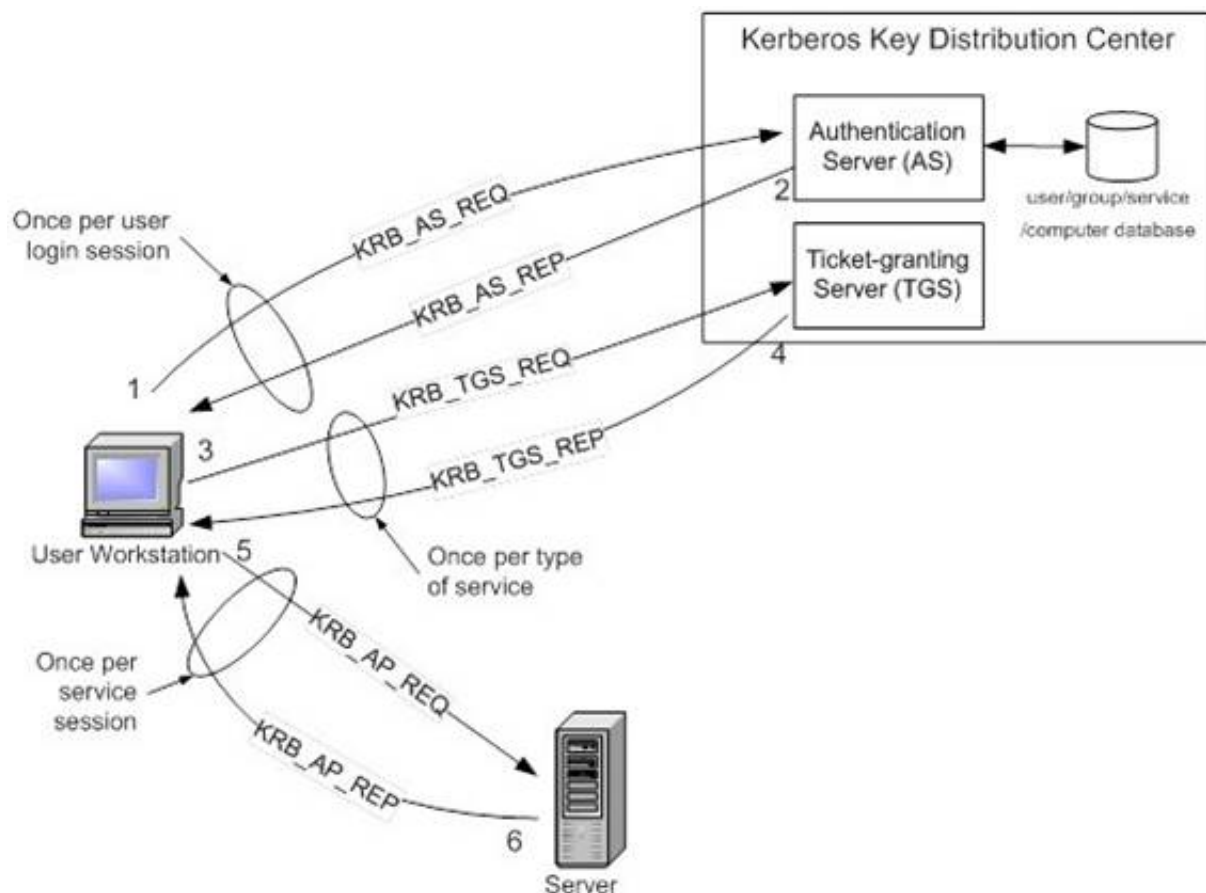 Kerberos Key Distribution Center
Authentication
Server (AS)
user/group/service
/computer database
Ticket-granting
Server (TGS)
Once per user
login session
KRB_AS_REQ
2
KRB_AS_REP
1
KRB_TGS_REQ
4
3
KRB_TGS_REP
User Workstation
5
Once per type
of service
KRB_AP_REQ
Once per
service
session
KRB_AP_REP
6
Server